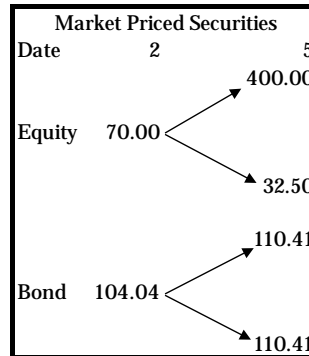 Market Priced Securities
Date 2 5
400.00
Equity 70.00
32.50
110.41
Bond 104.04
110.41